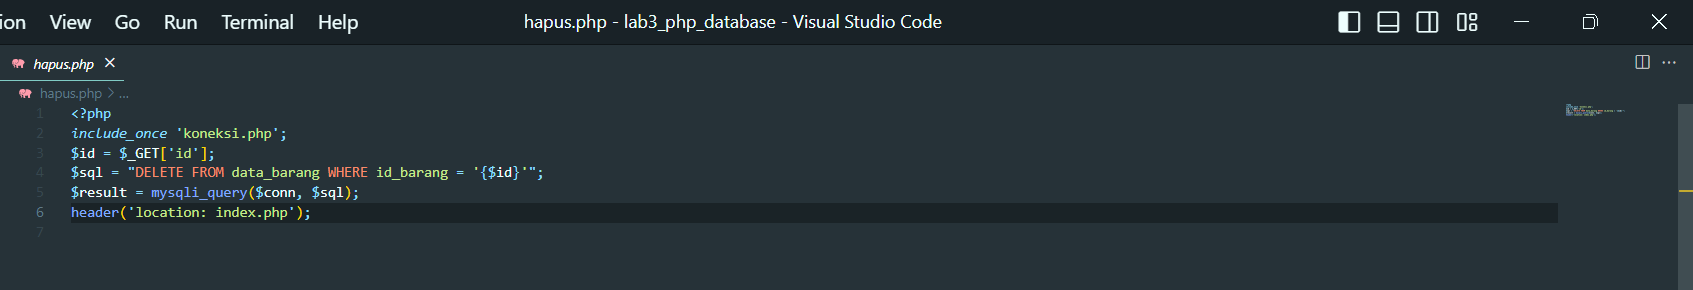 ion View Go Run Terminal Help hapus.php - lab3_php_database - Visual Studio Code
hapus.php
hapus.php > ...
1 <?php
2 include_once 'koneksi.php';
3 $id = $_GET['id'];
4 $sql = "DELETE FROM data_barang WHERE id_barang = '{$id}'";
5 $result = mysqli_query($conn, $sql);
6 header('location: index.php');
7